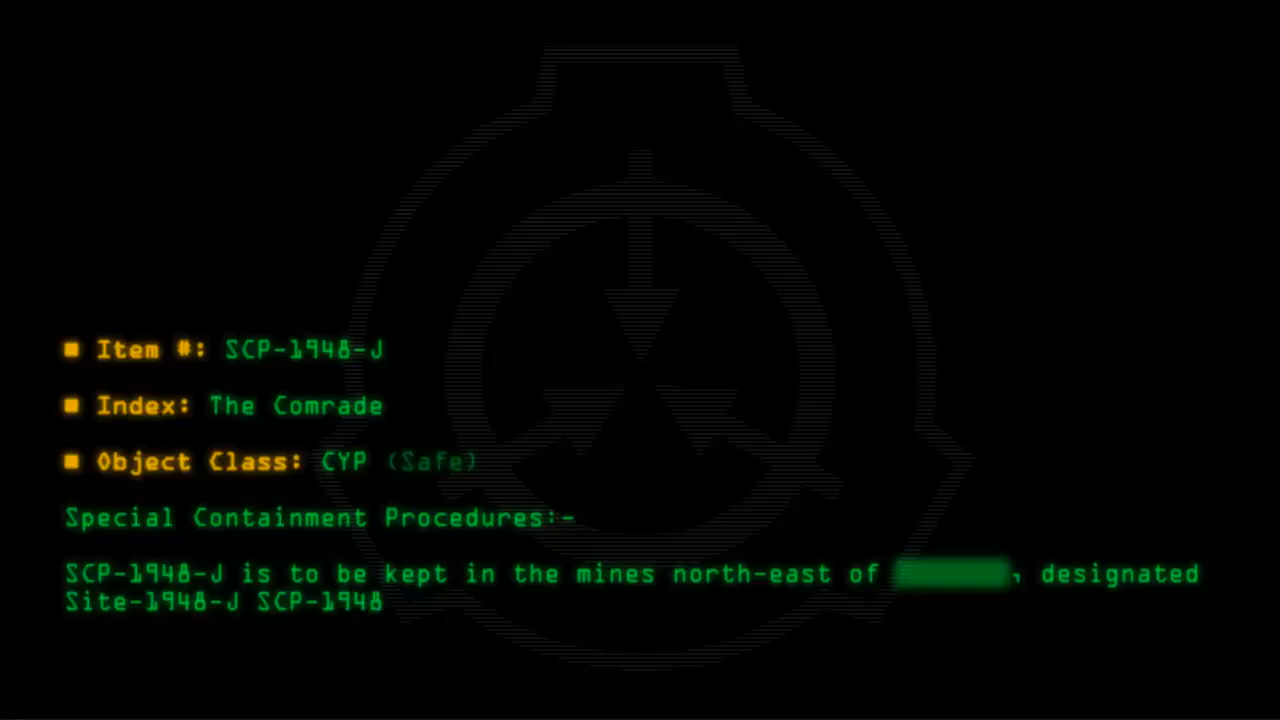 ■ Item #: SCP-1948-J
■ Index: The Comrade
■ Object Class: CYP (Safe)
Special Containment Procedures:-
SCP-1948-J is to be kept in the mines north-east of , designated
Site-1948-J SCP-1948